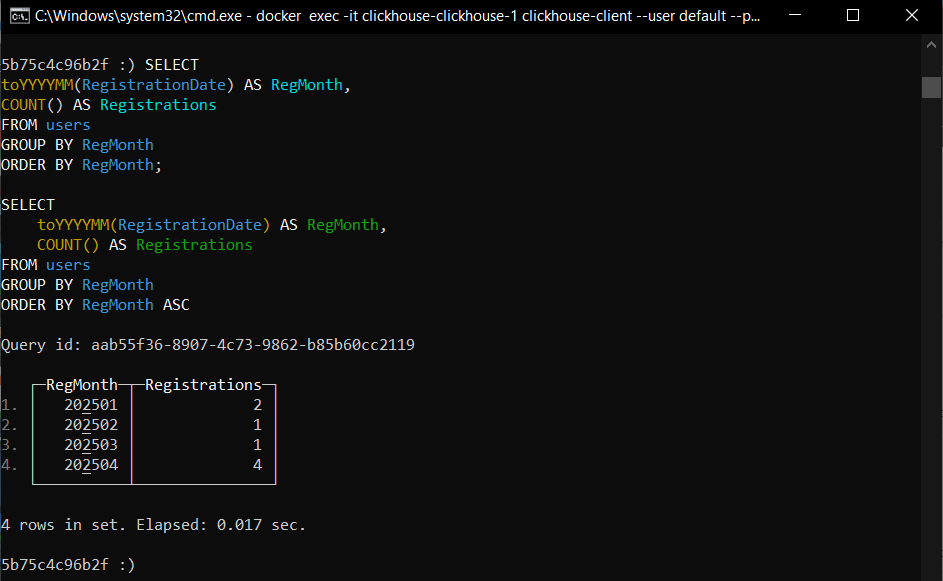 C:\Windows\system32\cmd.exe - docker  exec -it clickhouse-clickhouse-1 clickhouse-client --user default --p...
5b75c4c96b2f :) SELECT
toYYYYMM(RegistrationDate) AS RegMonth,
COUNT() AS Registrations
FROM users
GROUP BY RegMonth
ORDER BY RegMonth;
SELECT
    toYYYYMM(RegistrationDate) AS RegMonth,
    COUNT() AS Registrations
FROM users
GROUP BY RegMonth
ORDER BY RegMonth ASC
Query id: aab55f36-8907-4c73-9862-b85b60cc2119
RegMonth Registrations
1. 202501 2
2. 202502 1
3. 202503 1
4. 202504 4
4 rows in set. Elapsed: 0.017 sec.
5b75c4c96b2f :)